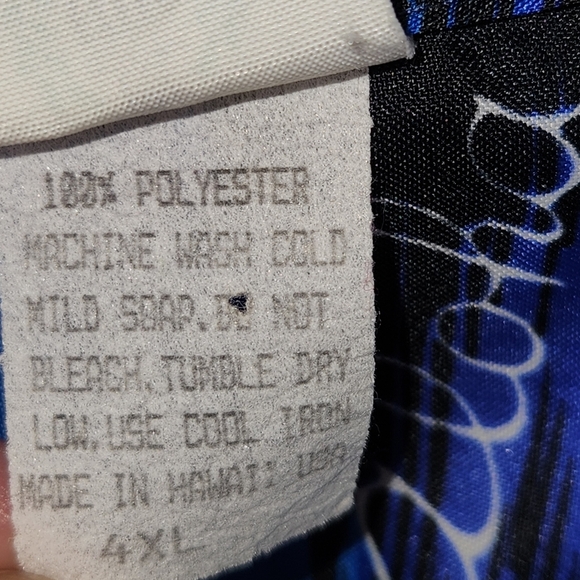 100% POLYESTER
MACHINE WASH COLD
MILD SOAP. DO NOT
BLEACH. TUMBLE DRY
LOW. USE COOL IRON
MADE IN HAWAII USA
4XL
Aloha